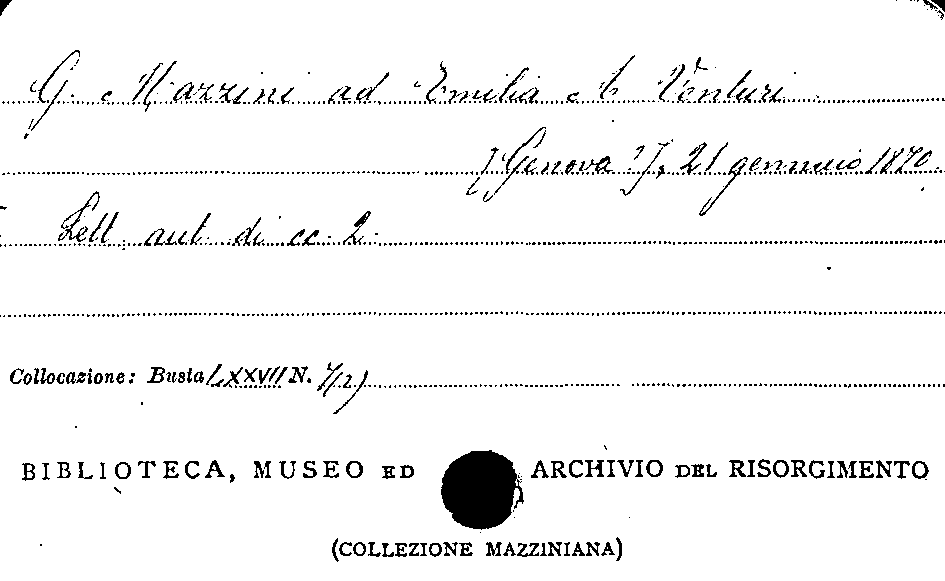 G. Mazzini ad Emilia A. Venturi.
[Genova ?], 21 gennaio 1870.
Lett. aut. di cc. 2.
Collocazione: Busta LXXVII N. 7/2)
BIBLIOTECA, MUSEO ED ARCHIVIO DEL RISORGIMENTO
(COLLEZIONE MAZZINIANA)